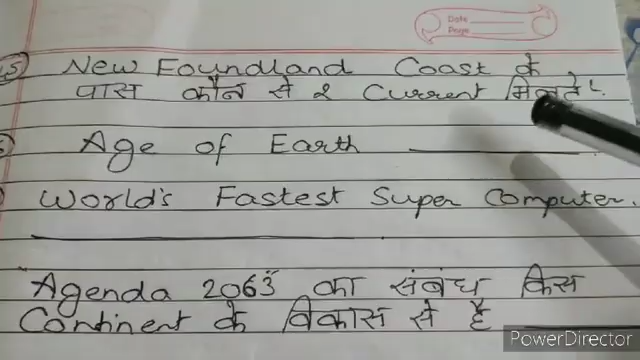 Date
Page
15 New Foundland Coast के
पास कौन से 2 Current मिलते
Age of Earth
World's Fastest Super Computer.
Agenda 2063 का संबंध किस
Continent के विकास से है
PowerDirector